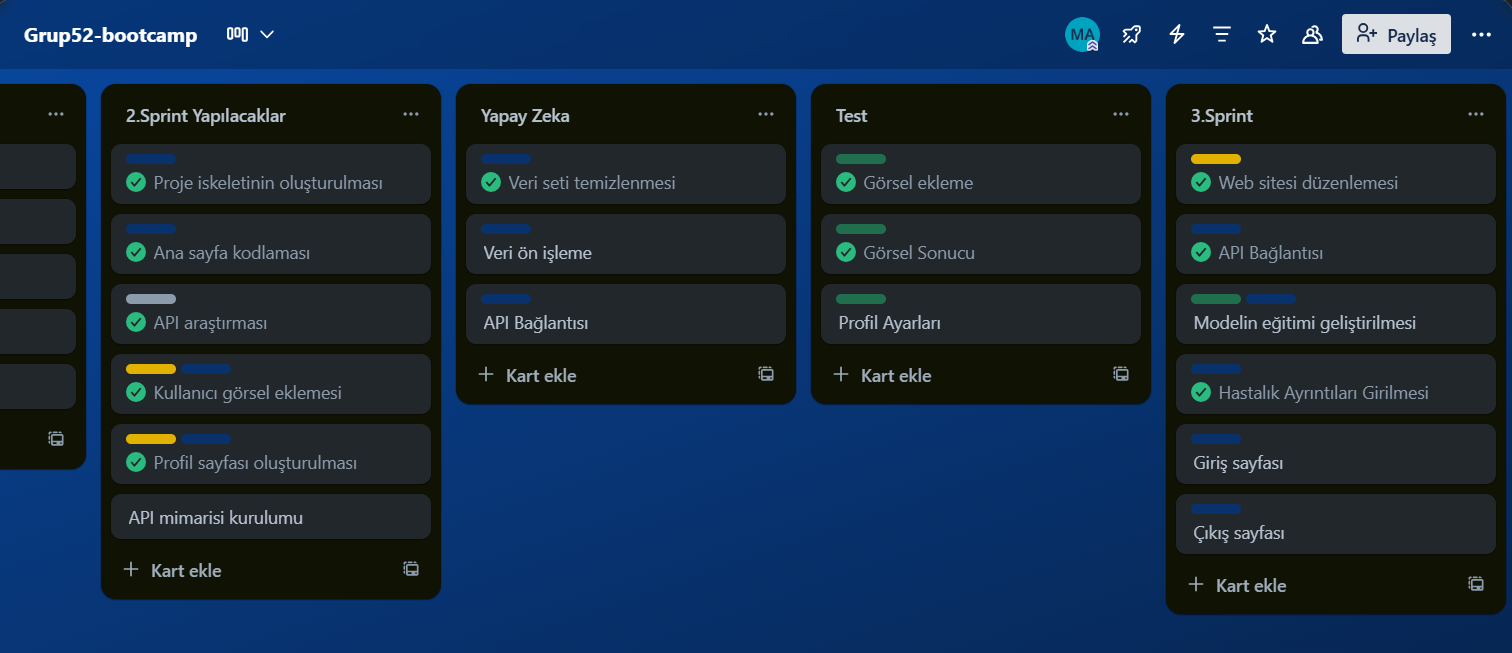 Grup52-bootcamp
MA
Paylaş
2.Sprint Yapılacaklar
Proje iskeletinin oluşturulması
Ana sayfa kodlaması
API araştırması
Kullanıcı görsel eklemesi
Profil sayfası oluşturulması
API mimarisi kurulumu
+ Kart ekle
Yapay Zeka
Veri seti temizlenmesi
Veri ön işleme
API Bağlantısı
+ Kart ekle
Test
Görsel ekleme
Görsel Sonucu
Profil Ayarları
+ Kart ekle
3.Sprint
Web sitesi düzenlemesi
API Bağlantısı
Modelin eğitimi geliştirilmesi
Hastalık Ayrıntıları Girilmesi
Giriş sayfası
Çıkış sayfası
+ Kart ekle